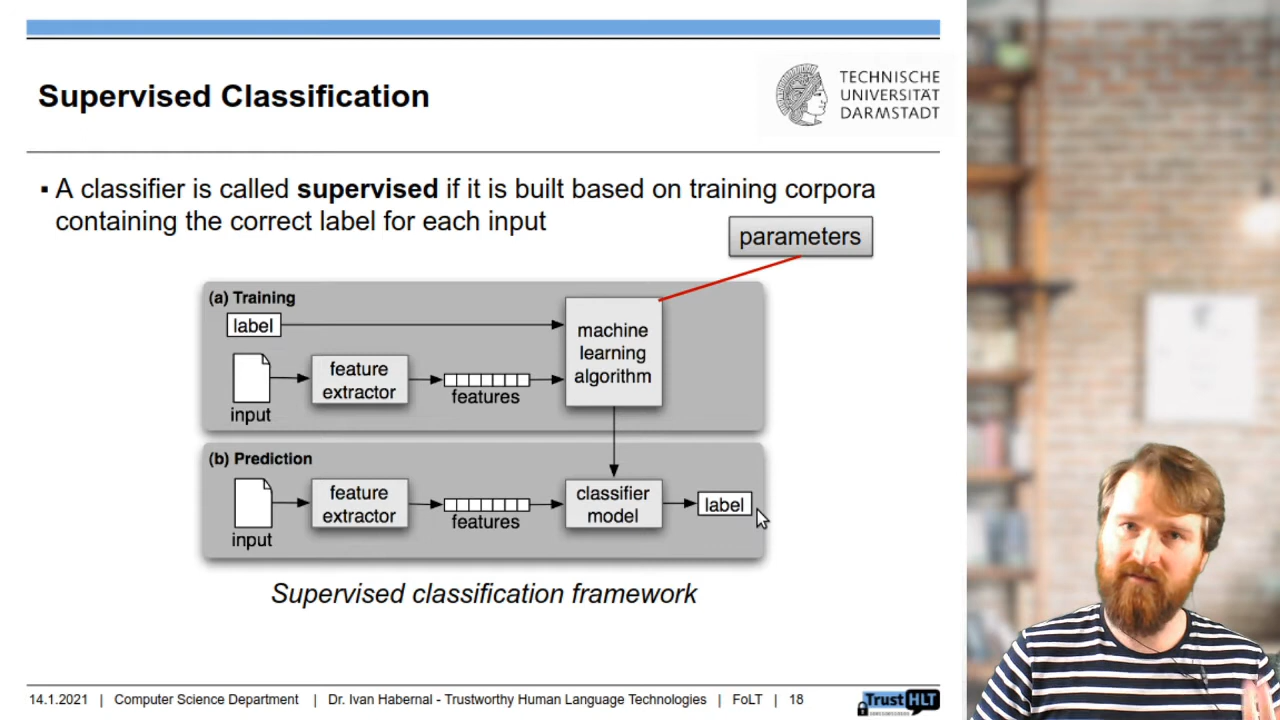 Supervised Classification
TECHNISCHE
UNIVERSITÄT
DARMSTADT
▪ A classifier is called supervised if it is built based on training corpora
containing the correct label for each input
parameters
(a) Training
label
machine
learning
algorithm
feature
extractor
features
input
(b) Prediction
feature
extractor
features
classifier
model
label
input
Supervised classification framework
14.1.2021 | Computer Science Department | Dr. Ivan Habernal - Trustworthy Human Language Technologies | FoLT | 18
TrustHLT